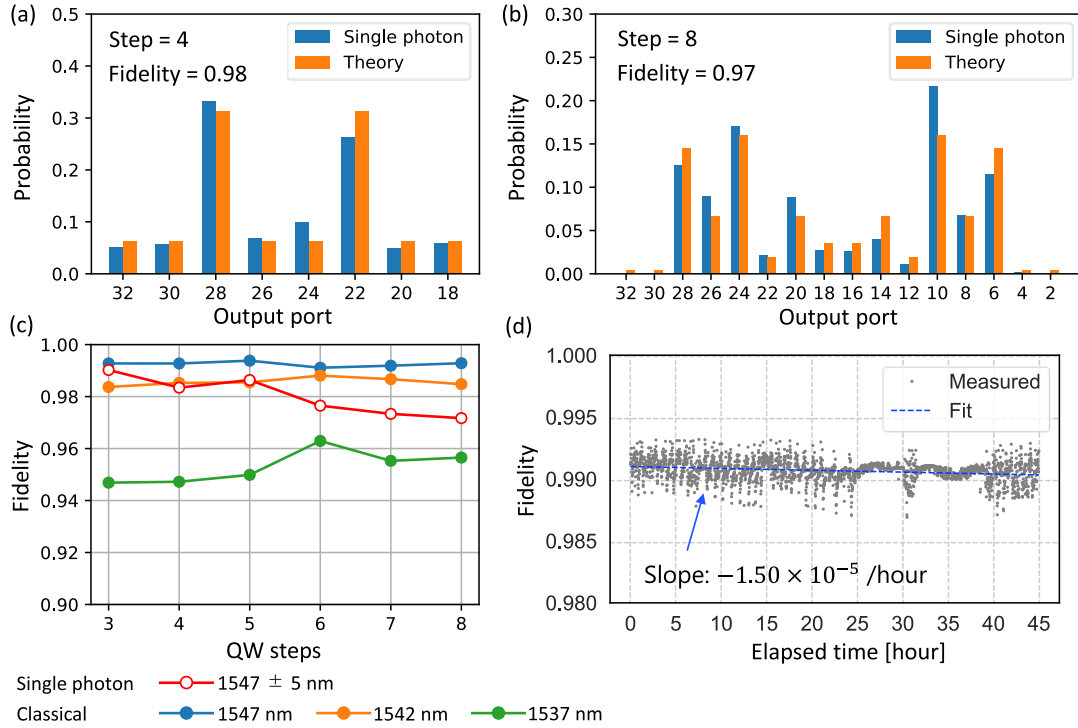 (a)
Step = 4
Fidelity = 0.98
Single photon
Theory
Probability
0.5
0.4
0.3
0.2
0.1
0.0
32 30 28 26 24 22 20 18
Output port
(b)
Step = 8
Fidelity = 0.97
Single photon
Theory
Probability
0.30
0.25
0.20
0.15
0.10
0.05
0.00
32 30 28 26 24 22 20 18 16 14 12 10 8 6 4 2
Output port
(c)
Fidelity
1.00
0.98
0.96
0.94
0.92
0.90
3 4 5 6 7 8
QW steps
Single photon 1547 ± 5 nm
Classical 1547 nm 1542 nm 1537 nm
(d)
Fidelity
1.000
0.995
0.990
0.985
0.980
Measured
Fit
Slope: −1.50 × 10⁻⁵ /hour
0 5 10 15 20 25 30 35 40 45
Elapsed time [hour]